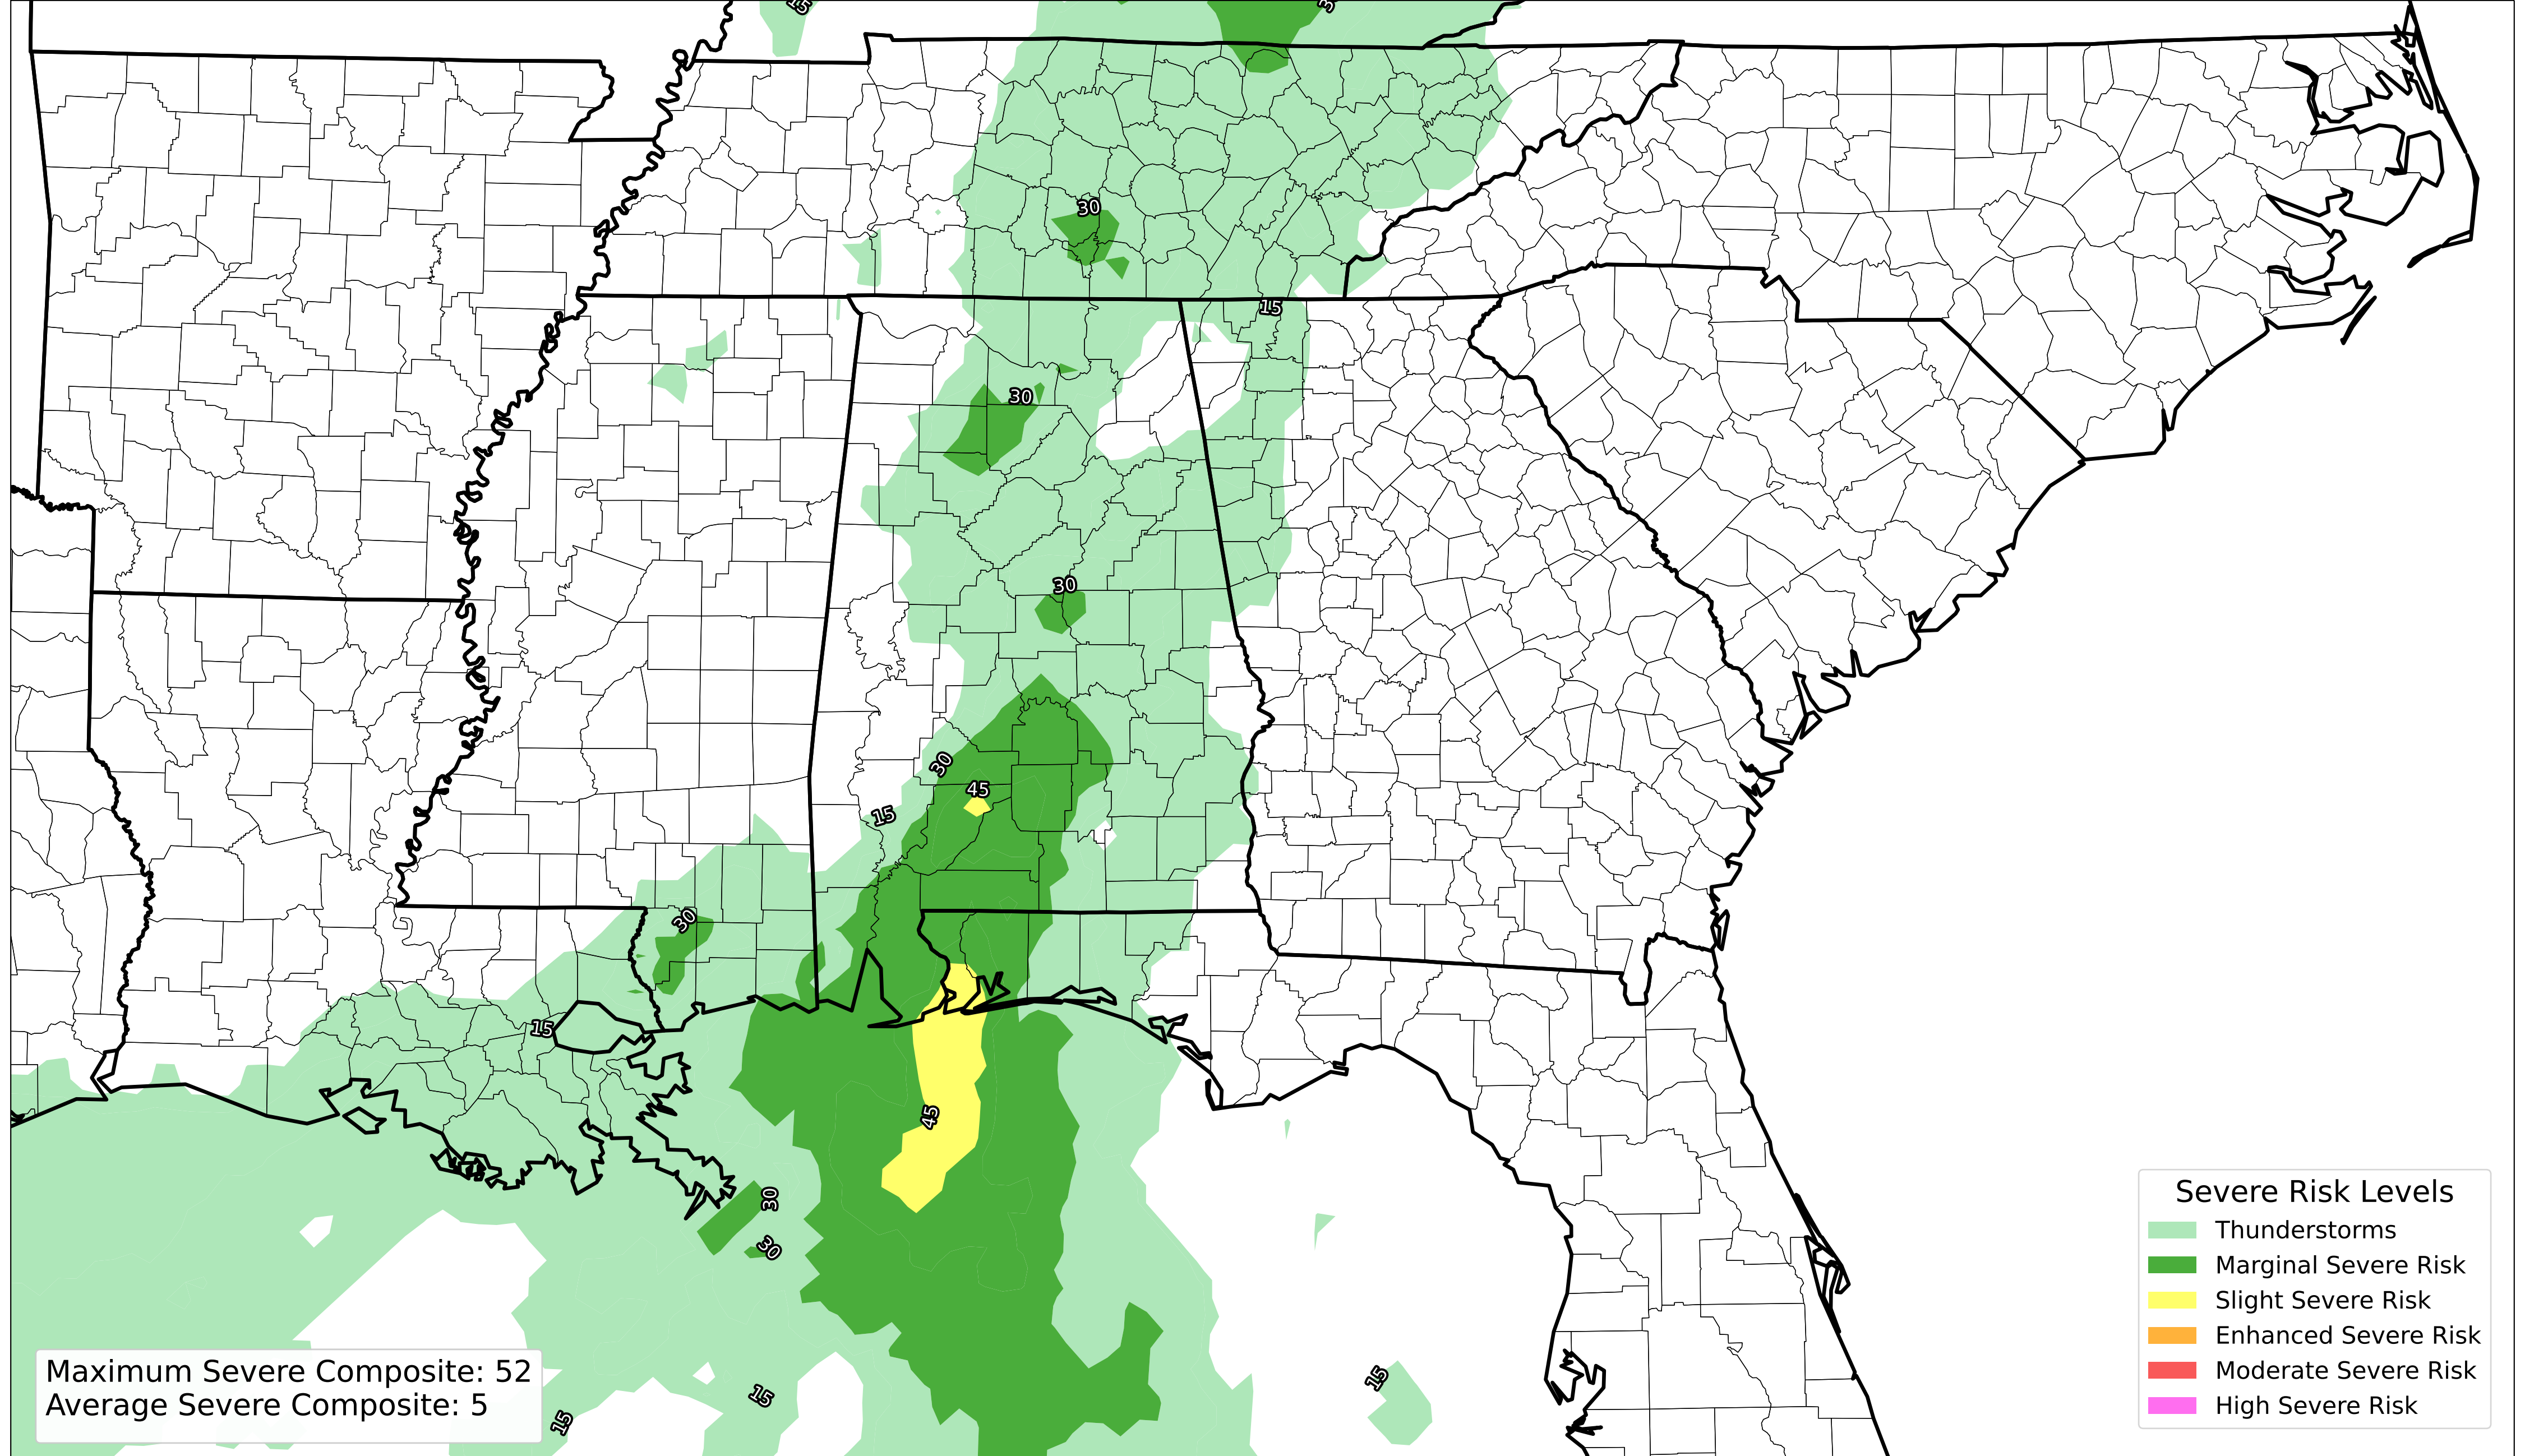 15
3
30
15
30
30
30
45
15
30
15
45
30
30
15
15
15
Severe Risk Levels
Thunderstorms
Marginal Severe Risk
Slight Severe Risk
Enhanced Severe Risk
Moderate Severe Risk
High Severe Risk
Maximum Severe Composite: 52
Average Severe Composite: 5